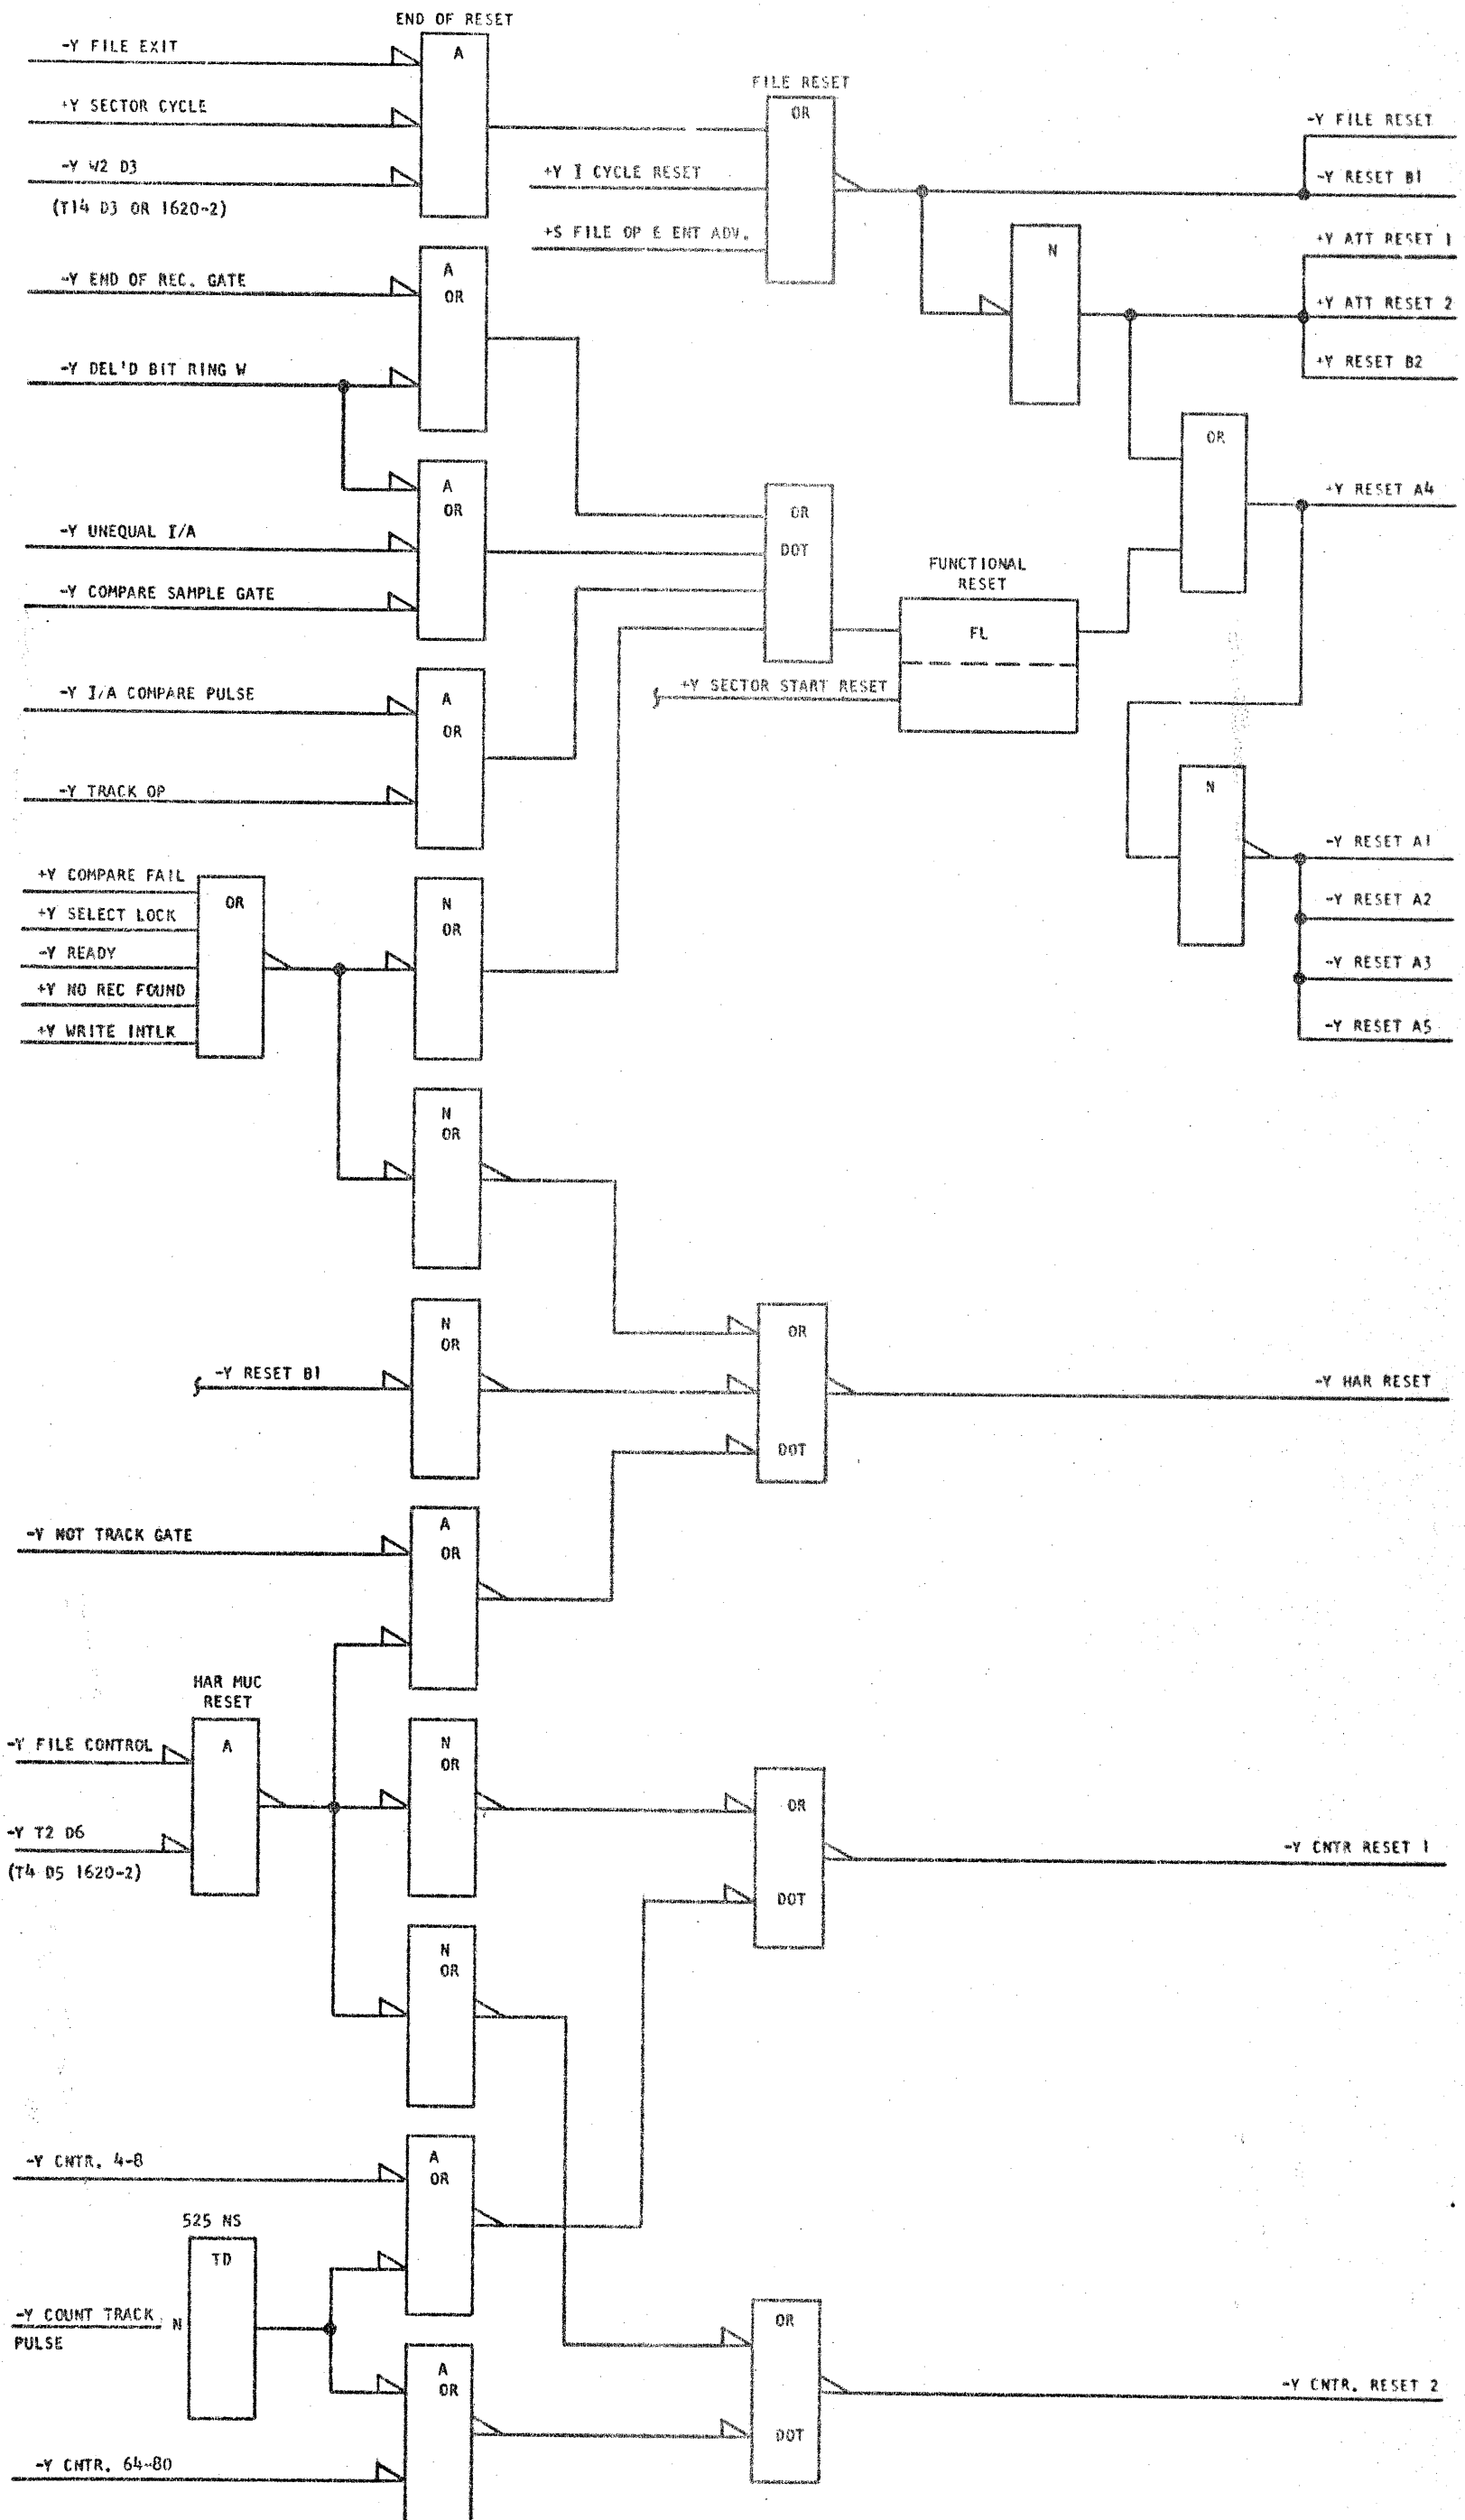 END OF RESET
-Y FILE EXIT
A
+Y SECTOR CYCLE
-Y W2 D3
(T14 D3 OR 1620-2)
FILE RESET
OR
+Y I CYCLE RESET
+S FILE OP E ENT ADV.
-Y FILE RESET
-Y RESET B1
+Y ATT RESET 1
+Y ATT RESET 2
+Y RESET B2
N
-Y END OF REC. GATE
A
OR
-Y DEL'D BIT RING W
A
OR
-Y UNEQUAL I/A
-Y COMPARE SAMPLE GATE
OR
DOT
OR
+Y RESET A4
FUNCTIONAL
RESET
FL
+Y SECTOR START RESET
-Y I/A COMPARE PULSE
A
OR
-Y TRACK OP
N
-Y RESET A1
-Y RESET A2
-Y RESET A3
-Y RESET A5
+Y COMPARE FAIL
+Y SELECT LOCK
-Y READY
+Y NO REC FOUND
+Y WRITE INTLK
OR
N
OR
N
OR
-Y RESET B1
N
OR
OR
DOT
-Y HAR RESET
-Y NOT TRACK GATE
A
OR
HAR MUC
RESET
-Y FILE CONTROL
A
-Y T2 D6
(T4 D5 1620-2)
N
OR
OR
DOT
-Y CNTR RESET 1
N
OR
-Y CNTR. 4-8
A
OR
525 NS
TD
-Y COUNT TRACK
PULSE
N
A
OR
OR
DOT
-Y CNTR. RESET 2
-Y CNTR. 64-80